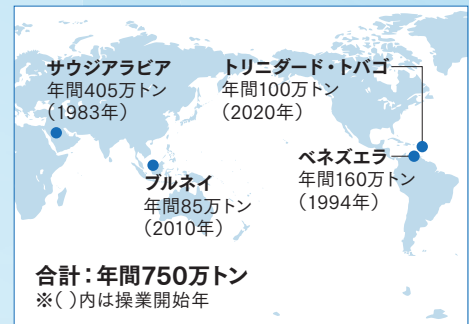 サウジアラビア
年間405万トン
（1983年）
トリニダード・トバゴ
年間100万トン
（2020年）
ブルネイ
年間85万トン
（2010年）
ベネズエラ
年間160万トン
（1994年）
合計：年間750万トン
※（ ）内は操業開始年